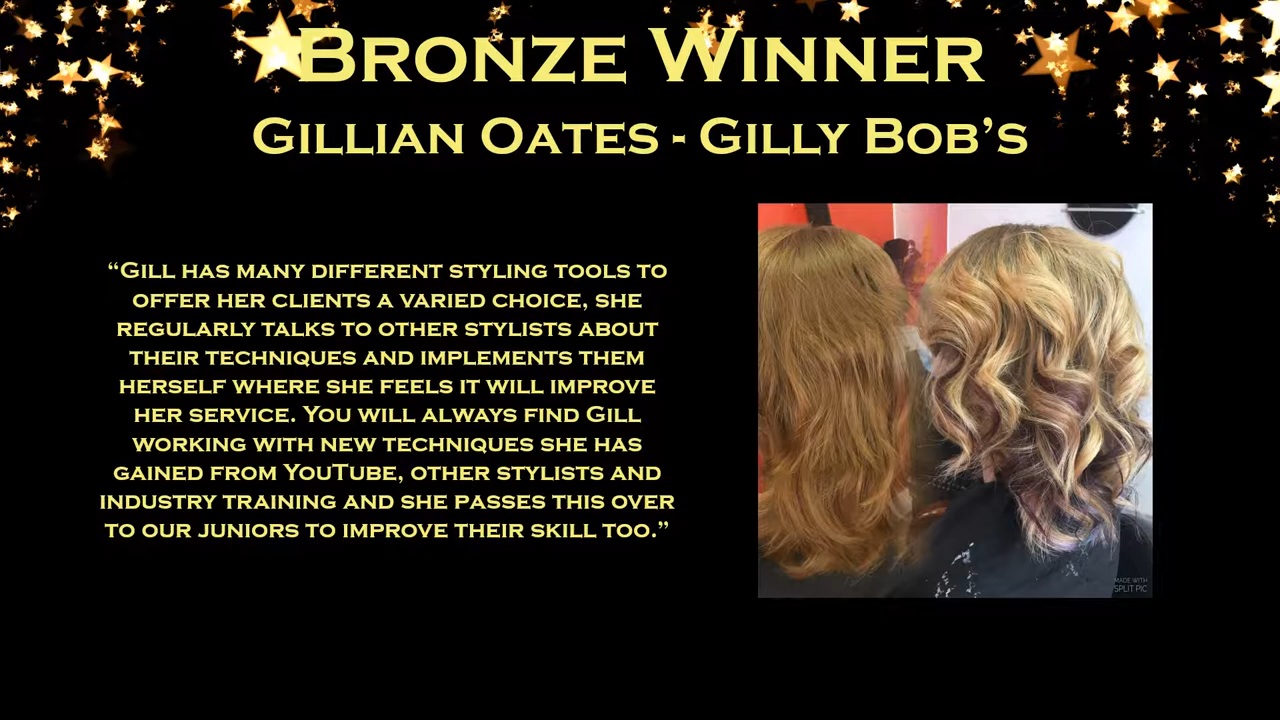 Bronze Winner
Gillian Oates - Gilly Bob’s
“Gill has many different styling tools to
offer her clients a varied choice, she
regularly talks to other stylists about
their techniques and implements them
herself where she feels it will improve
her service. You will always find Gill
working with new techniques she has
gained from YouTube, other stylists and
industry training and she passes this over
to our juniors to improve their skill too.”
MADE WITH
SPLIT PIC